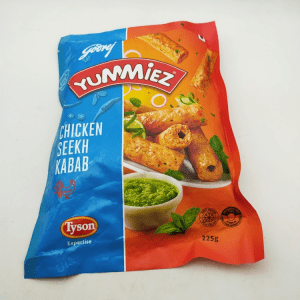 Godrej
YUMMiEZ
CHICKEN
SEEKH
KABAB
Tyson
Expertise
225g